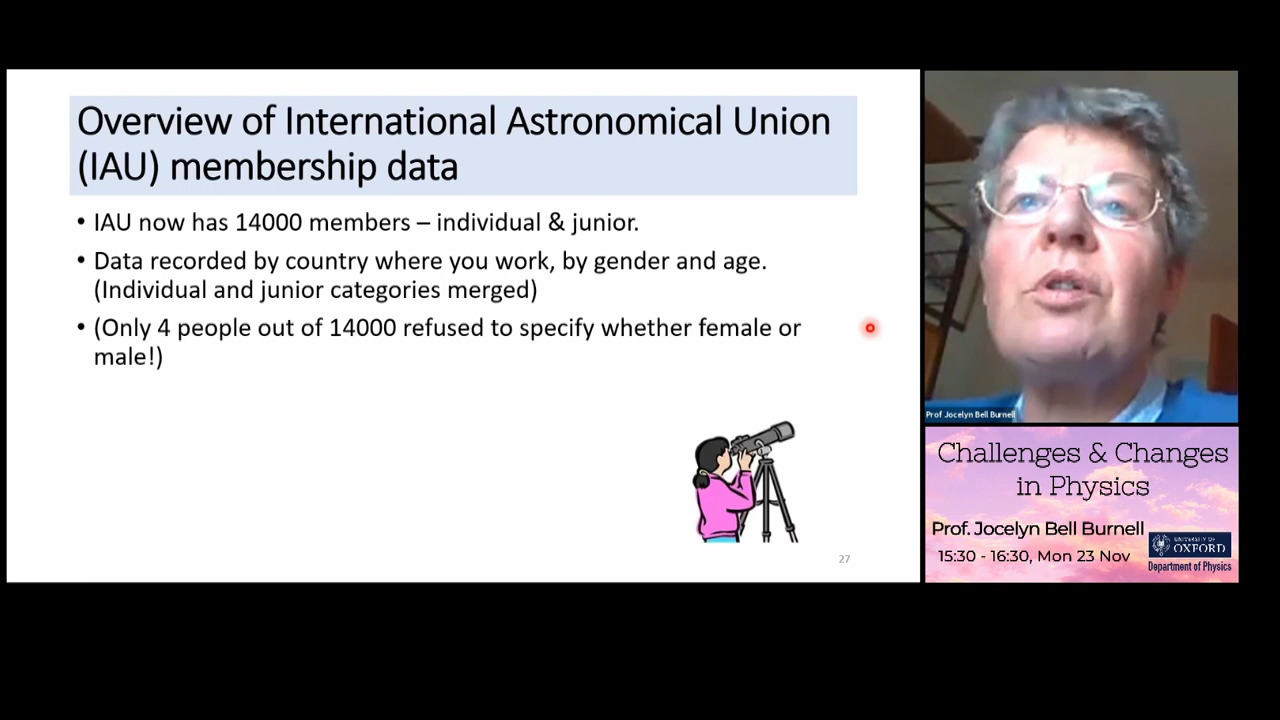 Overview of International Astronomical Union
(IAU) membership data
• IAU now has 14000 members – individual & junior.
• Data recorded by country where you work, by gender and age.
(Individual and junior categories merged)
• (Only 4 people out of 14000 refused to specify whether female or
male!)
27
Prof Jocelyn Bell Burnell
Challenges & Changes
in Physics
Prof. Jocelyn Bell Burnell
15:30 - 16:30, Mon 23 Nov
UNIVERSITY OF
OXFORD
Department of Physics